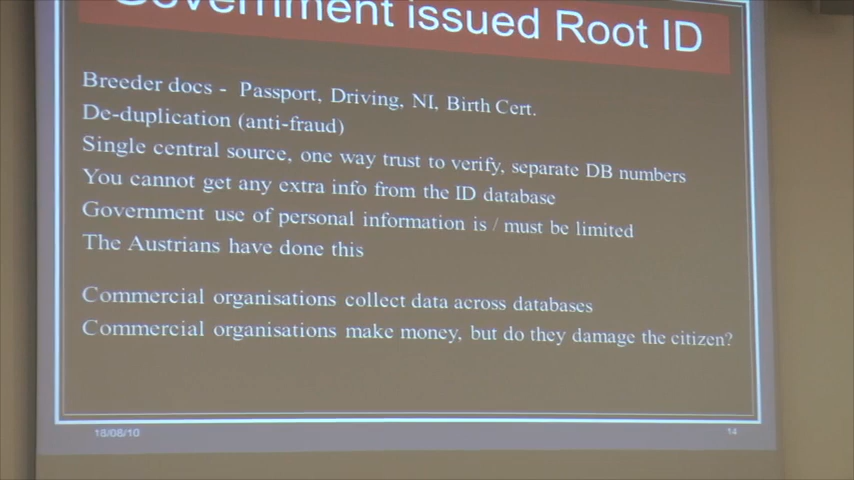 Government issued Root ID
Breeder docs - Passport, Driving, NI, Birth Cert.
De-duplication (anti-fraud)
Single central source, one way trust to verify, separate DB numbers
You cannot get any extra info from the ID database
Government use of personal information is / must be limited
The Austrians have done this
Commercial organisations collect data across databases
Commercial organisations make money, but do they damage the citizen?
18/08/10
14